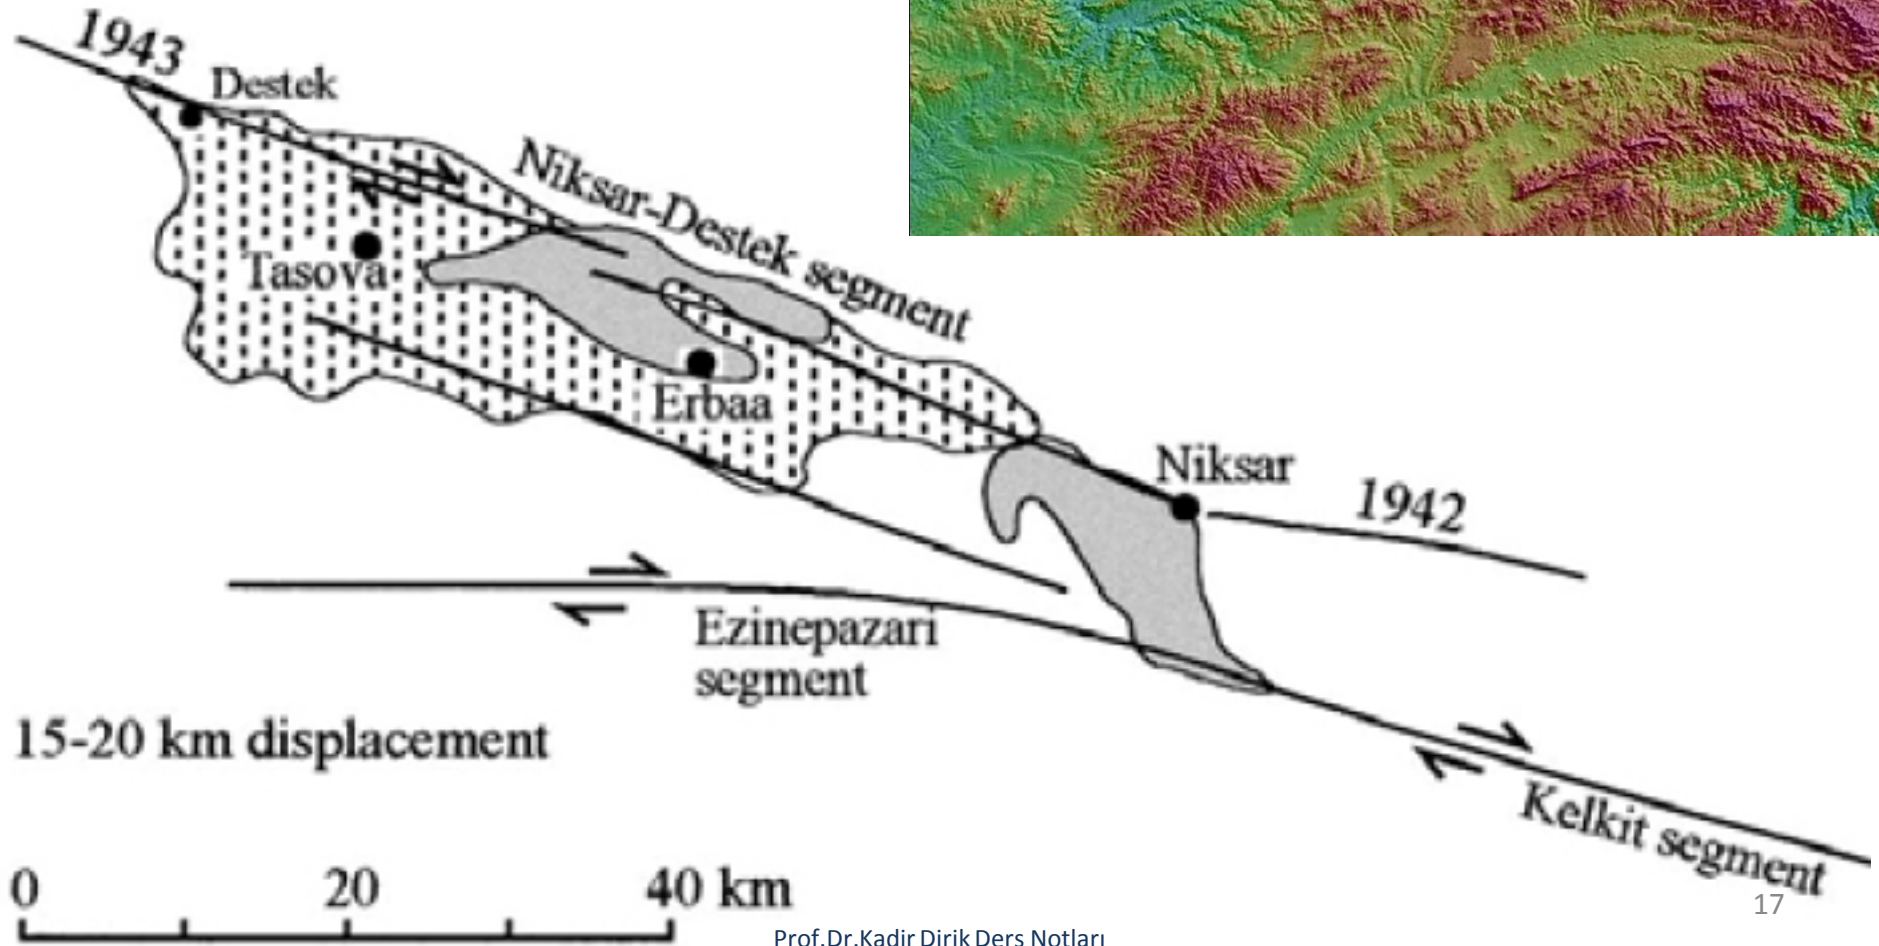 1943
Destek
Niksar-Destek segment
Tasova
Erbaa
Niksar
1942
Ezinepazari
segment
15-20 km displacement
Kelkit segment
0 20 40 km
17
Prof.Dr.Kadir Dirik Ders Notları